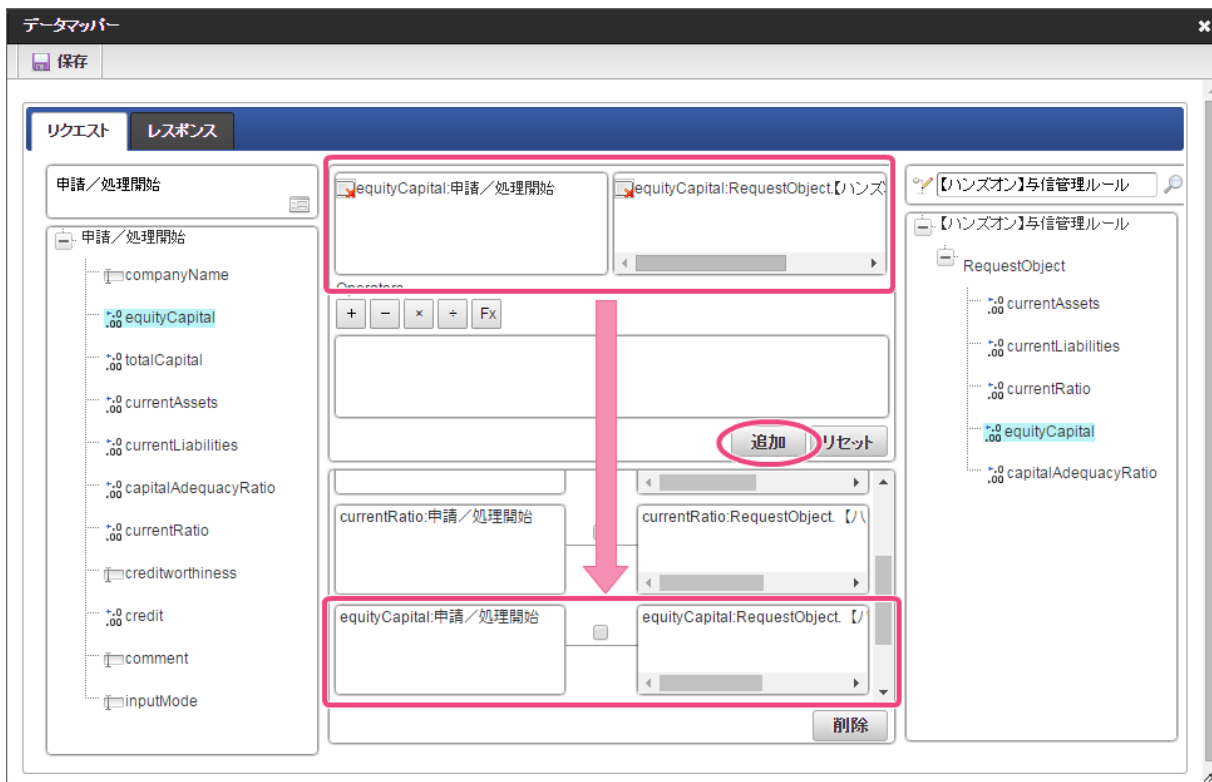 データマッパー
保存
リクエスト
レスポンス
申請／処理開始
申請／処理開始
companyName
equityCapital
totalCapital
currentAssets
currentLiabilities
capitalAdequacyRatio
currentRatio
creditworthiness
credit
comment
inputMode
equityCapital:申請／処理開始
equityCapital:RequestObject.【ハンズ
Operators
+ − × ÷ Fx
追加
リセット
currentRatio:申請／処理開始
currentRatio:RequestObject.【ハ
equityCapital:申請／処理開始
equityCapital:RequestObject.【ハ
削除
【ハンズオン】与信管理ルール
【ハンズオン】与信管理ルール
RequestObject
currentAssets
currentLiabilities
currentRatio
equityCapital
capitalAdequacyRatio